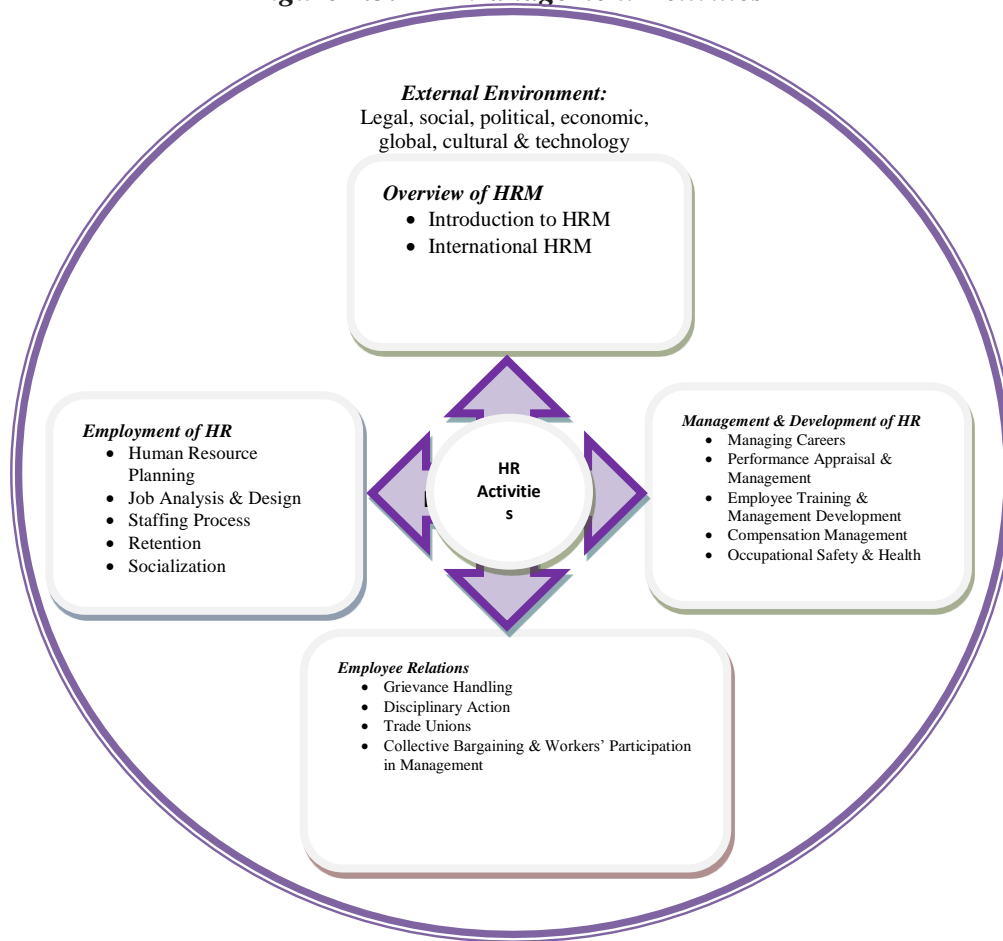 External Environment:
Legal, social, political, economic,
global, cultural & technology
Overview of HRM
• Introduction to HRM
• International HRM
Employment of HR
• Human Resource
Planning
• Job Analysis & Design
• Staffing Process
• Retention
• Socialization
HR
Activitie
s
Management & Development of HR
• Managing Careers
• Performance Appraisal &
Management
• Employee Training &
Management Development
• Compensation Management
• Occupational Safety & Health
Employee Relations
• Grievance Handling
• Disciplinary Action
• Trade Unions
• Collective Bargaining & Workers’ Participation
in Management